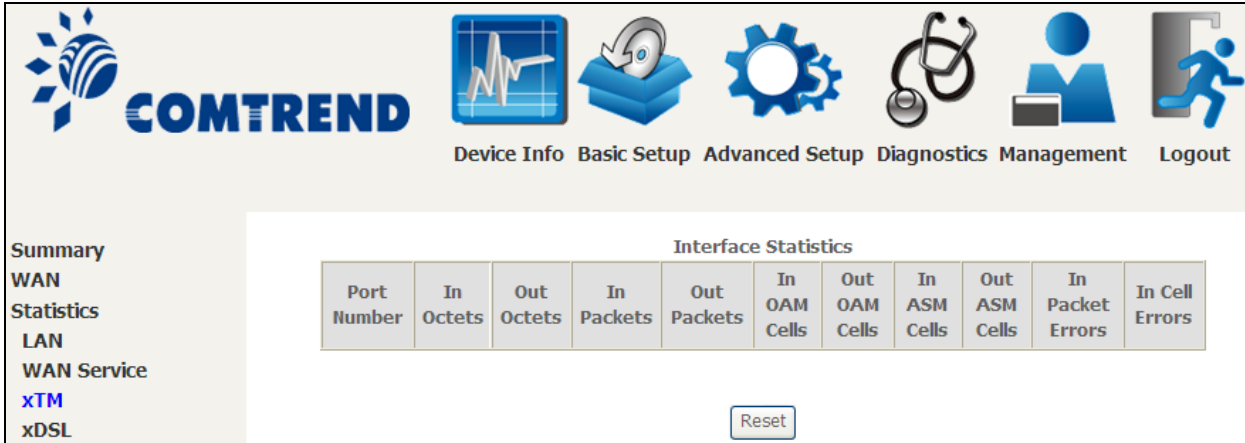 COMTREND
Device Info Basic Setup Advanced Setup Diagnostics Management Logout
Summary
WAN
Statistics
LAN
WAN Service
xTM
xDSL
Interface Statistics
Port Number In Octets Out Octets In Packets Out Packets In OAM Cells Out OAM Cells In ASM Cells Out ASM Cells In Packet Errors In Cell Errors
Reset